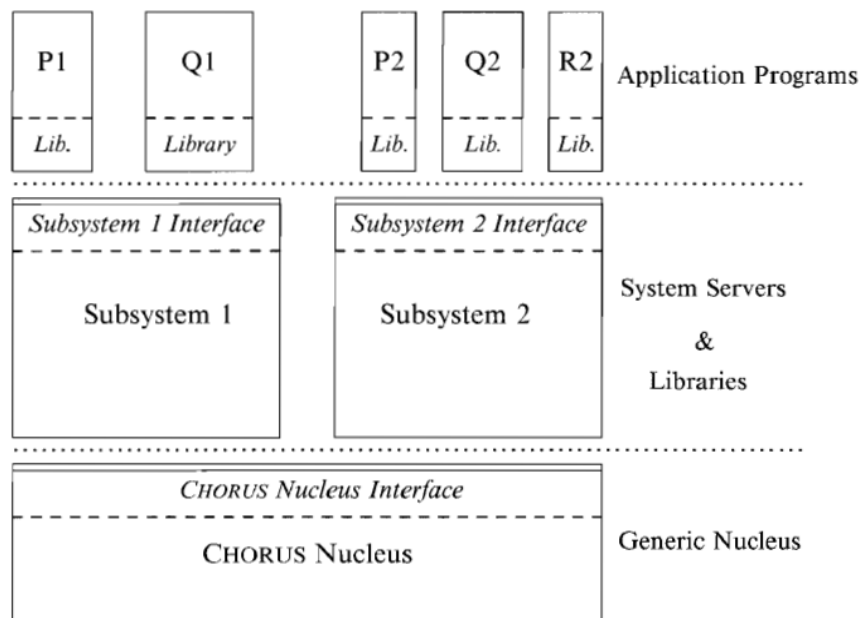 P1 Q1 P2 Q2 R2 Application Programs
Lib. Library Lib. Lib. Lib.
Subsystem 1 Interface Subsystem 2 Interface
Subsystem 1 Subsystem 2 System Servers
&
Libraries
CHORUS Nucleus Interface
CHORUS Nucleus Generic Nucleus